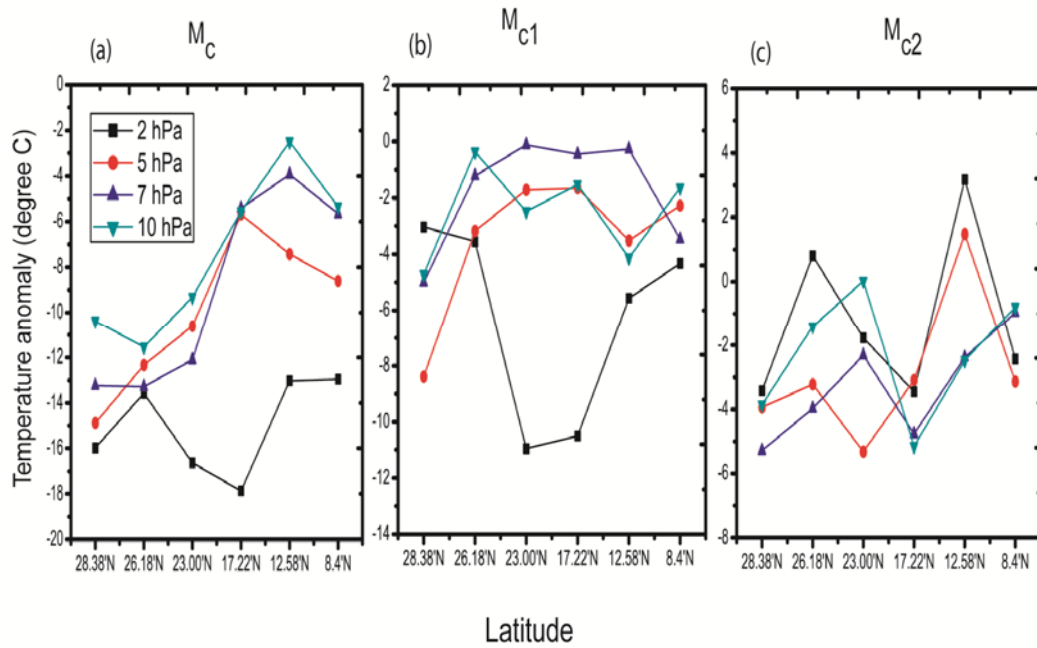 M_c
M_c1
M_c2
(a)
(b)
(c)
Temperature anomaly (degree C)
0
-2
-4
-6
-8
-10
-12
-14
-16
-18
-20
2 hPa
5 hPa
7 hPa
10 hPa
28.38'N 26.18'N 23.00'N 17.22'N 12.58'N 8.4'N
2
0
-2
-4
-6
-8
-10
-12
-14
28.38'N 26.18'N 23.00'N 17.22'N 12.58'N 8.4'N
6
4
2
0
-2
-4
-6
-8
28.38'N 26.18'N 23.00'N 17.22'N 12.58'N 8.4'N
Latitude